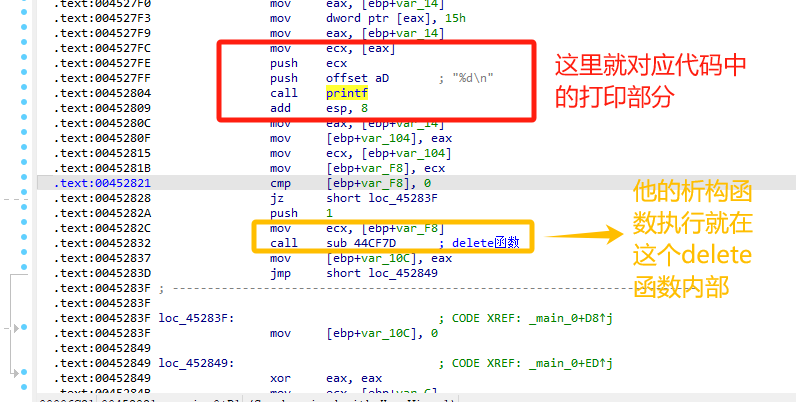 .text:004527F0 mov eax, [ebp+var_14]
.text:004527F3 mov dword ptr [eax], 15h
.text:004527F9 mov eax, [ebp+var_14]
.text:004527FC mov ecx, [eax]
.text:004527FE push ecx
.text:004527FF push offset aD ; "%d\n"
.text:00452804 call printf
.text:00452809 add esp, 8
.text:0045280C mov eax, [ebp+var_14]
.text:0045280F mov [ebp+var_104], eax
.text:00452815 mov ecx, [ebp+var_104]
.text:0045281B mov [ebp+var_F8], ecx
.text:00452821 cmp [ebp+var_F8], 0
.text:00452828 jz short loc_45283F
.text:0045282A push 1
.text:0045282C mov ecx, [ebp+var_F8]
.text:00452832 call sub_44CF7D ; delete函数
.text:00452837 mov [ebp+var_10C], eax
.text:0045283D jmp short loc_452849
.text:0045283F ; ---------------------------------------------------------------------------
.text:0045283F
.text:0045283F loc_45283F: ; CODE XREF: _main_0+D8↑j
.text:0045283F mov [ebp+var_10C], 0
.text:00452849
.text:00452849 loc_452849: ; CODE XREF: _main_0+ED↑j
.text:00452849 xor eax, eax
这里就对应代码中
的打印部分
他的析构函
数执行就在
这个delete
函数内部